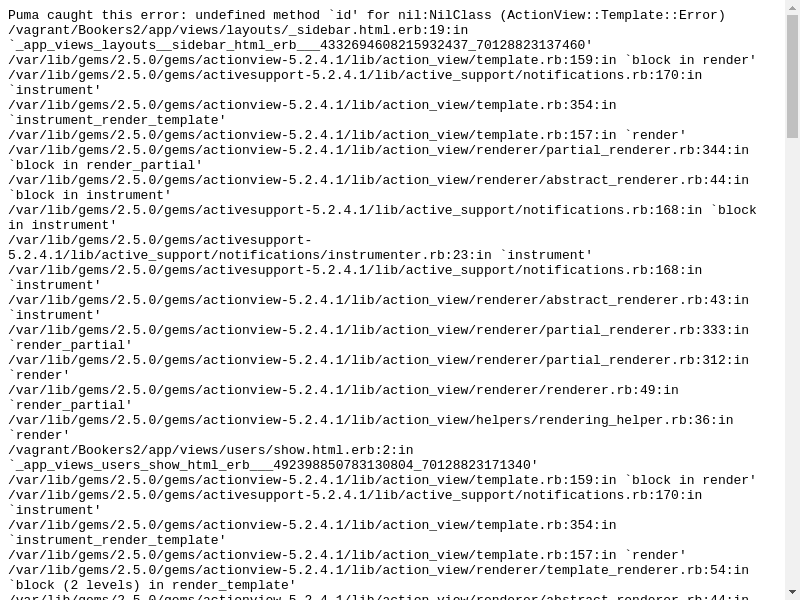 Puma caught this error: undefined method `id' for nil:NilClass (ActionView::Template::Error)
/vagrant/Bookers2/app/views/layouts/_sidebar.html.erb:19:in
`_app_views_layouts__sidebar_html_erb___4332694608215932437_70128823137460'
/var/lib/gems/2.5.0/gems/actionview-5.2.4.1/lib/action_view/template.rb:159:in `block in render'
/var/lib/gems/2.5.0/gems/activesupport-5.2.4.1/lib/active_support/notifications.rb:170:in
`instrument'
/var/lib/gems/2.5.0/gems/actionview-5.2.4.1/lib/action_view/template.rb:354:in
`instrument_render_template'
/var/lib/gems/2.5.0/gems/actionview-5.2.4.1/lib/action_view/template.rb:157:in `render'
/var/lib/gems/2.5.0/gems/actionview-5.2.4.1/lib/action_view/renderer/partial_renderer.rb:344:in
`block in render_partial'
/var/lib/gems/2.5.0/gems/actionview-5.2.4.1/lib/action_view/renderer/abstract_renderer.rb:44:in
`block in instrument'
/var/lib/gems/2.5.0/gems/activesupport-5.2.4.1/lib/active_support/notifications.rb:168:in `block
in instrument'
/var/lib/gems/2.5.0/gems/activesupport-
5.2.4.1/lib/active_support/notifications/instrumenter.rb:23:in `instrument'
/var/lib/gems/2.5.0/gems/activesupport-5.2.4.1/lib/active_support/notifications.rb:168:in
`instrument'
/var/lib/gems/2.5.0/gems/actionview-5.2.4.1/lib/action_view/renderer/abstract_renderer.rb:43:in
`instrument'
/var/lib/gems/2.5.0/gems/actionview-5.2.4.1/lib/action_view/renderer/partial_renderer.rb:333:in
`render_partial'
/var/lib/gems/2.5.0/gems/actionview-5.2.4.1/lib/action_view/renderer/partial_renderer.rb:312:in
`render'
/var/lib/gems/2.5.0/gems/actionview-5.2.4.1/lib/action_view/renderer/renderer.rb:49:in
`render_partial'
/var/lib/gems/2.5.0/gems/actionview-5.2.4.1/lib/action_view/helpers/rendering_helper.rb:36:in
`render'
/vagrant/Bookers2/app/views/users/show.html.erb:2:in
`_app_views_users_show_html_erb___492398850783130804_70128823171340'
/var/lib/gems/2.5.0/gems/actionview-5.2.4.1/lib/action_view/template.rb:159:in `block in render'
/var/lib/gems/2.5.0/gems/activesupport-5.2.4.1/lib/active_support/notifications.rb:170:in
`instrument'
/var/lib/gems/2.5.0/gems/actionview-5.2.4.1/lib/action_view/template.rb:354:in
`instrument_render_template'
/var/lib/gems/2.5.0/gems/actionview-5.2.4.1/lib/action_view/template.rb:157:in `render'
/var/lib/gems/2.5.0/gems/actionview-5.2.4.1/lib/action_view/renderer/template_renderer.rb:54:in
`block (2 levels) in render_template'
/var/lib/gems/2.5.0/gems/actionview-5.2.4.1/lib/action_view/renderer/abstract_renderer.rb:44:in